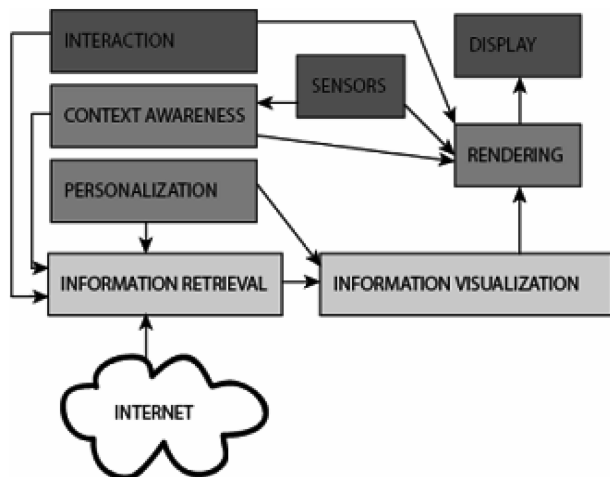 INTERACTION
DISPLAY
SENSORS
CONTEXT AWARENESS
RENDERING
PERSONALIZATION
INFORMATION RETRIEVAL
INFORMATION VISUALIZATION
INTERNET